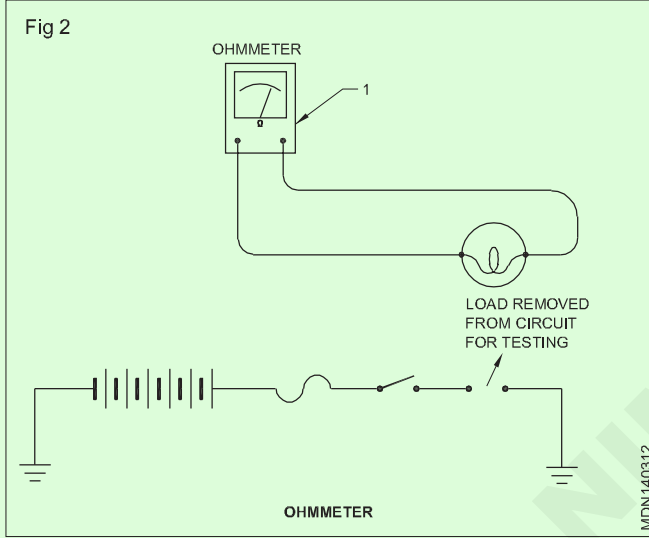 Fig 2
OHMMETER
1
Ω
LOAD REMOVED
FROM CIRCUIT
FOR TESTING
OHMMETER
MDN140312